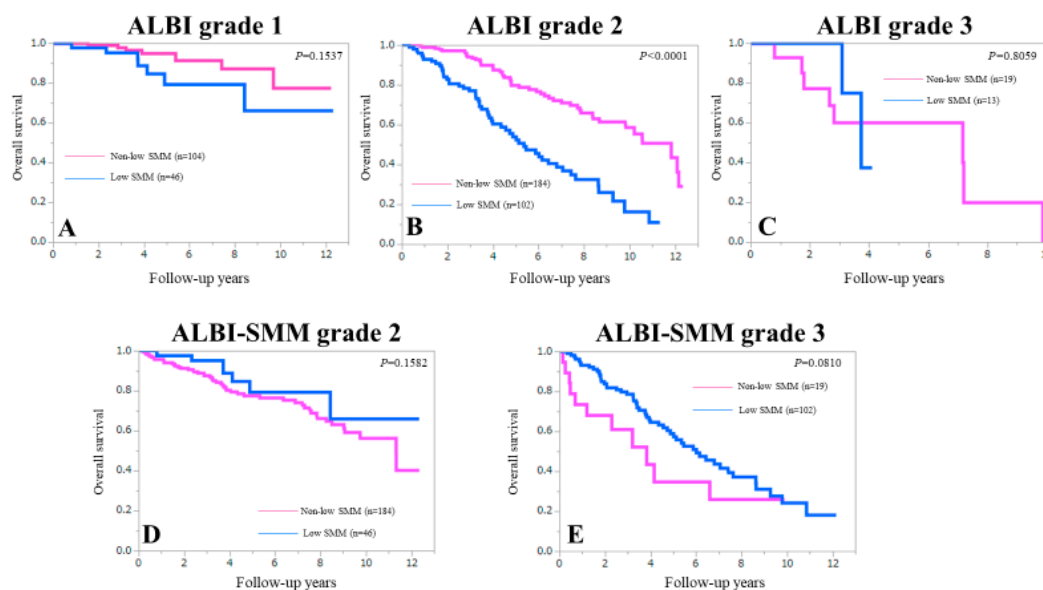 ALBI grade 1
P=0.1537
1.0
0.8
0.6
0.4
0.2
0.0
Overall survival
Non-low SMM (n=104)
Low SMM (n=46)
A
0 2 4 6 8 10 12
Follow-up years
ALBI grade 2
P<0.0001
1.0
0.8
0.6
0.4
0.2
0.0
Overall survival
Non-low SMM (n=184)
Low SMM (n=102)
B
0 2 4 6 8 10 12
Follow-up years
ALBI grade 3
P=0.8059
1.0
0.8
0.6
0.4
0.2
0.0
Overall survival
Non-low SMM (n=19)
Low SMM (n=13)
C
0 2 4 6 8
Follow-up years
ALBI-SMM grade 2
P=0.1582
1.0
0.8
0.6
0.4
0.2
0.0
Overall survival
Non-low SMM (n=184)
Low SMM (n=46)
D
0 2 4 6 8 10 12
Follow-up years
ALBI-SMM grade 3
P=0.0810
1.0
0.8
0.6
0.4
0.2
0.0
Overall survival
Non-low SMM (n=19)
Low SMM (n=102)
E
0 2 4 6 8 10 12
Follow-up years